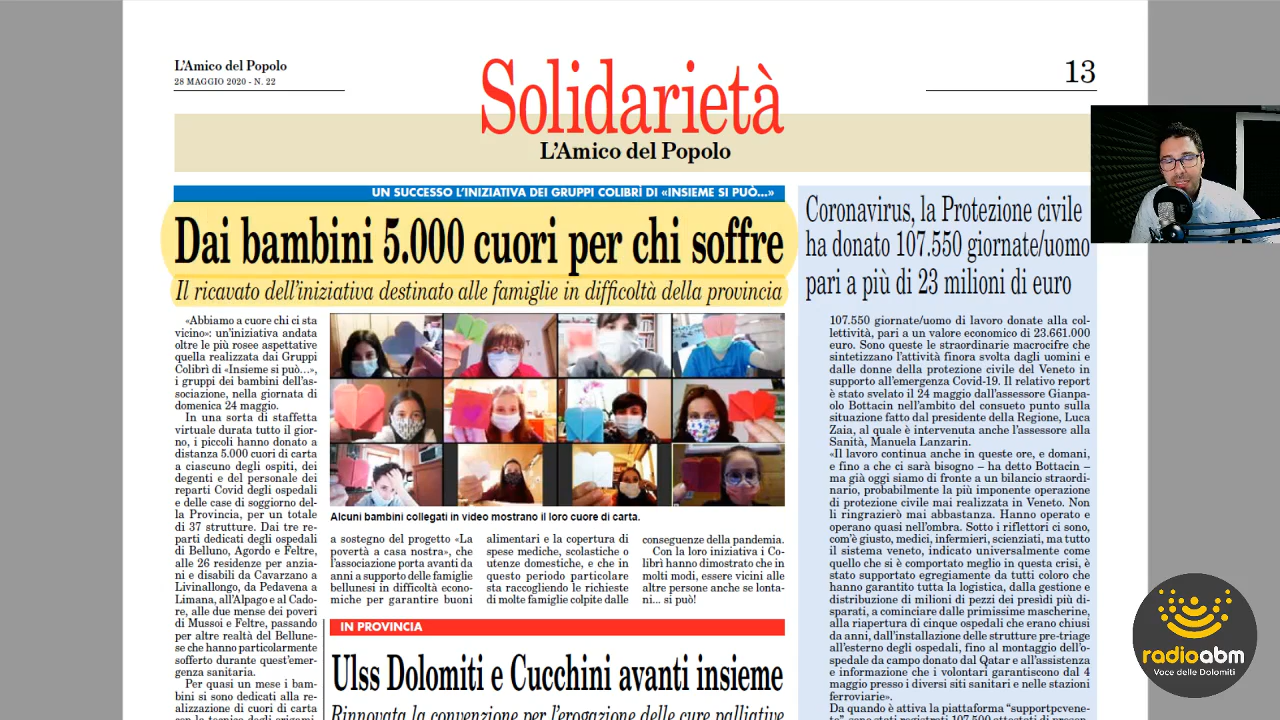 L'Amico del Popolo
28 MAGGIO 2020 - N. 22
Solidarietà
L'Amico del Popolo
13
UN SUCCESSO L'INIZIATIVA DEI GRUPPI COLIBRÌ DI «INSIEME SI PUÒ...»
Dai bambini 5.000 cuori per chi soffre
Il ricavato dell'iniziativa destinato alle famiglie in difficoltà della provincia
«Abbiamo a cuore chi ci sta
vicino»: un'iniziativa andata
oltre le più rosee aspettative
quella realizzata dai Gruppi
Colibrì di «Insieme si può...»,
i gruppi dei bambini dell'as-
sociazione, nella giornata di
domenica 24 maggio.
In una sorta di staffetta
virtuale durata tutto il gior-
no, i piccoli hanno donato a
distanza 5.000 cuori di carta
a ciascuno degli ospiti, dei
degenti e del personale dei
reparti Covid degli ospedali
e delle case di soggiorno del-
la Provincia, per un totale
di 37 strutture. Dai tre re-
parti dedicati degli ospedali
di Belluno, Agordo e Feltre,
alle 26 residenze per anzia-
ni e disabili da Cavarzano a
Livinallongo, da Pedavena a
Limana, all'Alpago e al Cado-
re, alle due mense dei poveri
di Mussoi e Feltre, passando
per altre realtà del Bellune-
se che hanno particolarmente
sofferto durante quest'emer-
genza sanitaria.
Per quasi un mese i bam-
bini si sono dedicati alla re-
alizzazione di cuori di carta
con la tecnica degli origami
Alcuni bambini collegati in video mostrano il loro cuore di carta.
a sostegno del progetto «La
povertà a casa nostra», che
l'associazione porta avanti da
anni a supporto delle famiglie
bellunesi in difficoltà econo-
miche per garantire buoni
alimentari e la copertura di
spese mediche, scolastiche o
utenze domestiche, e che in
questo periodo particolare
sta raccogliendo le richieste
di molte famiglie colpite dalle
conseguenze della pandemia.
Con la loro iniziativa i Co-
librì hanno dimostrato che in
molti modi, essere vicini alle
altre persone anche se lonta-
ni... si può!
IN PROVINCIA
Ulss Dolomiti e Cucchini avanti insieme
Rinnovata la convenzione per l'erogazione delle cure palliative
Coronavirus, la Protezione civile
ha donato 107.550 giornate/uomo
pari a più di 23 milioni di euro
107.550 giornate/uomo di lavoro donate alla col-
lettività, pari a un valore economico di 23.661.000
euro. Sono queste le straordinarie macrocifre che
sintetizzano l'attività finora svolta dagli uomini e
dalle donne della protezione civile del Veneto in
supporto all'emergenza Covid-19. Il relativo report
è stato svelato il 24 maggio dall'assessore Gianpa-
olo Bottacin nell'ambito del consueto punto sulla
situazione fatto dal presidente della Regione, Luca
Zaia, al quale è intervenuta anche l'assessore alla
Sanità, Manuela Lanzarin.
«Il lavoro continua anche in queste ore, e domani,
e fino a che ci sarà bisogno – ha detto Bottacin –
ma già oggi siamo di fronte a un bilancio straordi-
nario, probabilmente la più imponente operazione
di protezione civile mai realizzata in Veneto. Non
li ringrazierò mai abbastanza. Hanno operato e
operano quasi nell'ombra. Sotto i riflettori ci sono,
com'è giusto, medici, infermieri, scienziati, ma tutto
il sistema veneto, indicato universalmente come
quello che si è comportato meglio in questa crisi, è
stato supportato egregiamente da tutti coloro che
hanno garantito tutta la logistica, dalla gestione e
distribuzione di milioni di pezzi dei presidi più di-
sparati, a cominciare dalle primissime mascherine,
alla riapertura di cinque ospedali che erano chiusi
da anni, dall'installazione delle strutture pre-triage
all'esterno degli ospedali, fino al montaggio dell'o-
spedale da campo donato dal Qatar e all'assistenza
e informazione che i volontari garantiscono dal 4
maggio presso i diversi siti sanitari e nelle stazioni
ferroviarie».
Da quando è attiva la piattaforma "supportpcvene-
radioabm
Voce delle Dolomiti